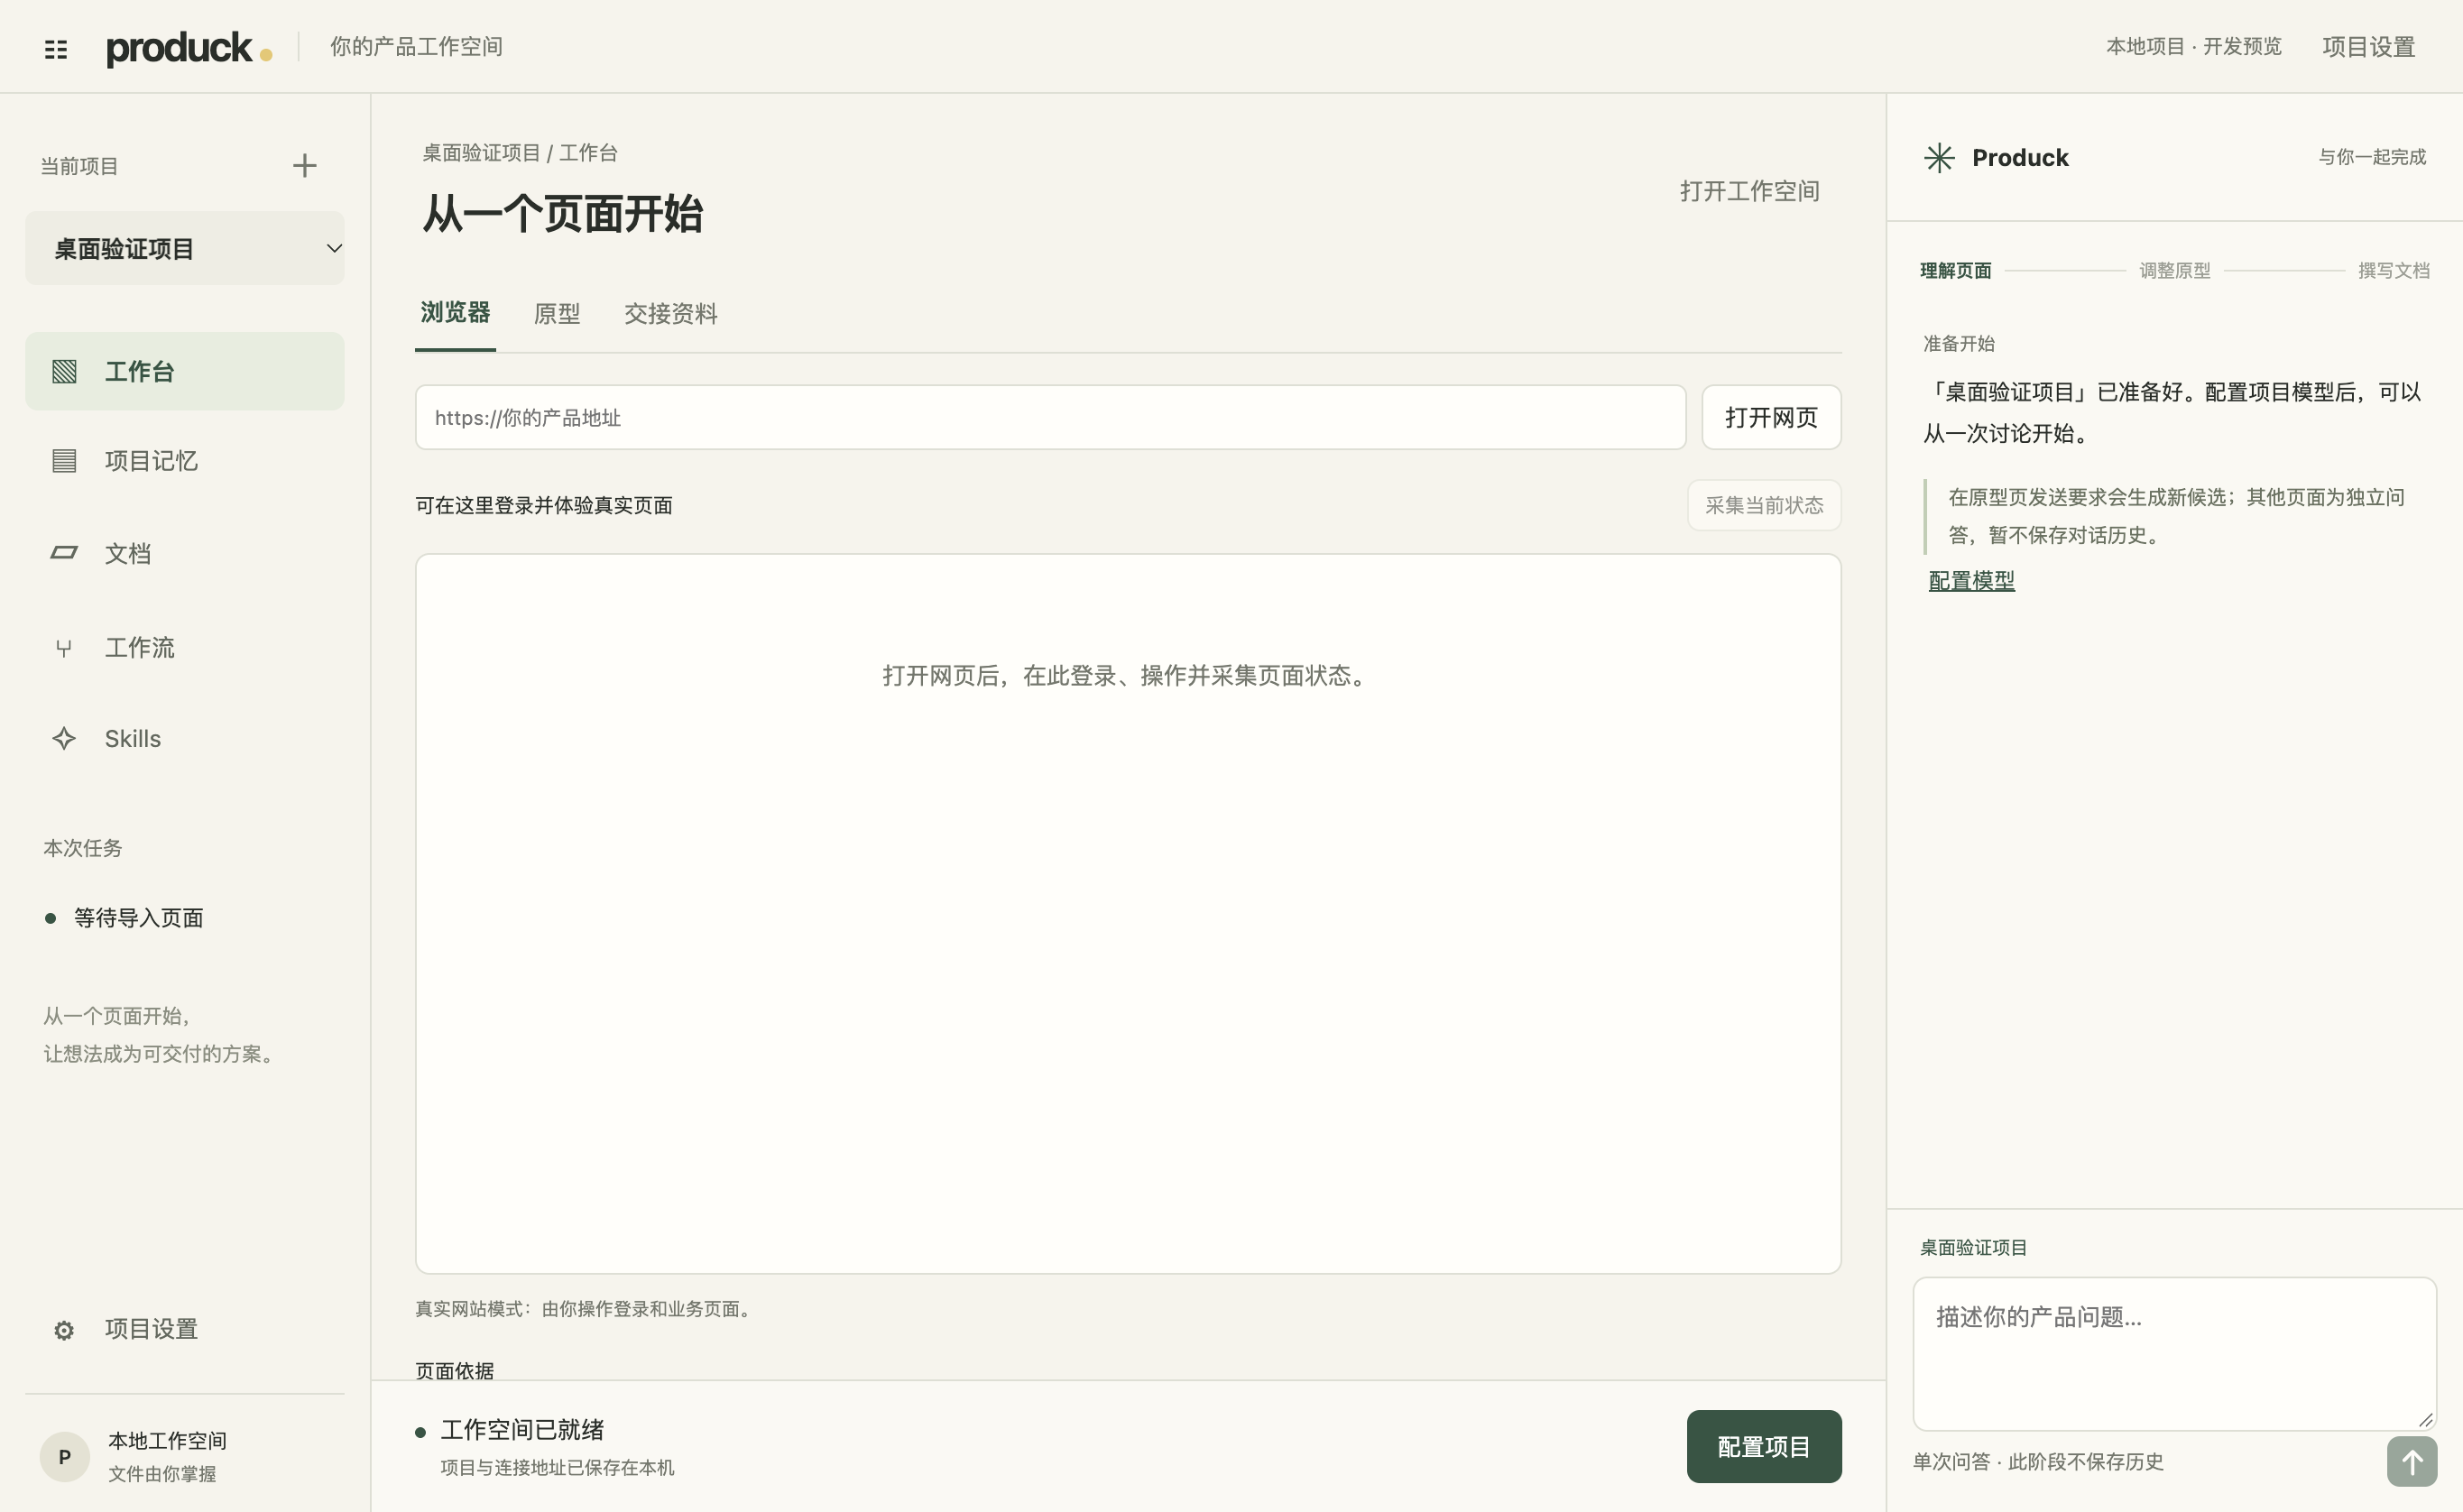 produck
你的产品工作空间
本地项目 · 开发预览
项目设置
当前项目
桌面验证项目
工作台
项目记忆
文档
工作流
Skills
本次任务
等待导入页面
从一个页面开始，
让想法成为可交付的方案。
项目设置
P
本地工作空间
文件由你掌握
桌面验证项目 / 工作台
从一个页面开始
打开工作空间
浏览器
原型
交接资料
https://你的产品地址
打开网页
可在这里登录并体验真实页面
采集当前状态
打开网页后，在此登录、操作并采集页面状态。
真实网站模式：由你操作登录和业务页面。
页面依据
工作空间已就绪
项目与连接地址已保存在本机
配置项目
Produck
与你一起完成
理解页面
调整原型
撰写文档
准备开始
「桌面验证项目」已准备好。配置项目模型后，可以
从一次讨论开始。
在原型页发送要求会生成新候选；其他页面为独立问
答，暂不保存对话历史。
配置模型
桌面验证项目
描述你的产品问题...
单次问答 · 此阶段不保存历史